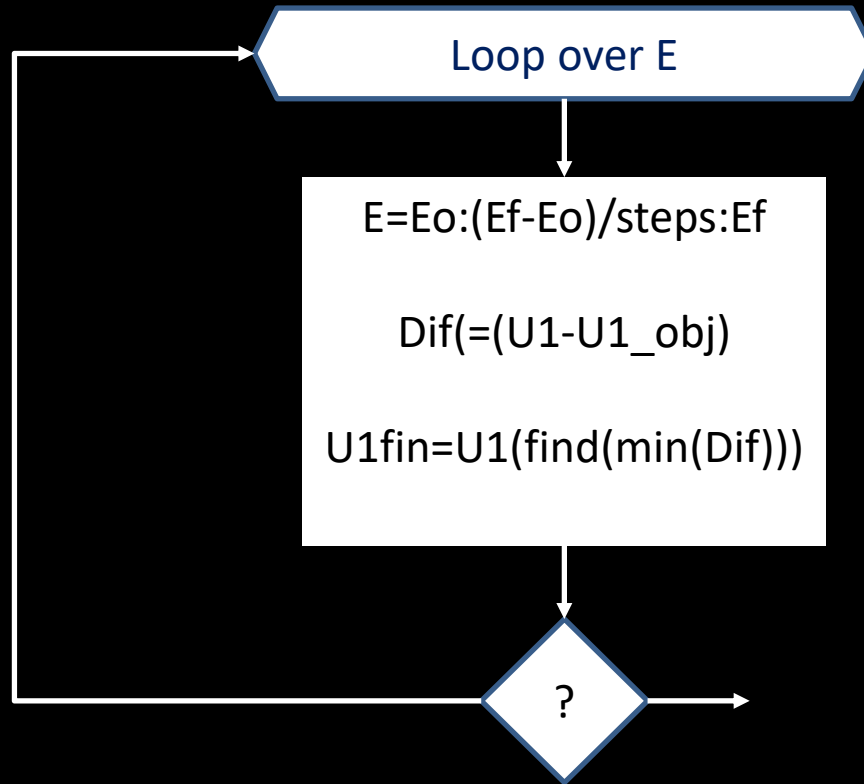 Loop over E
E=Eo:(Ef-Eo)/steps:Ef
Dif(=(U1-U1_obj)
U1fin=U1(find(min(Dif)))
?